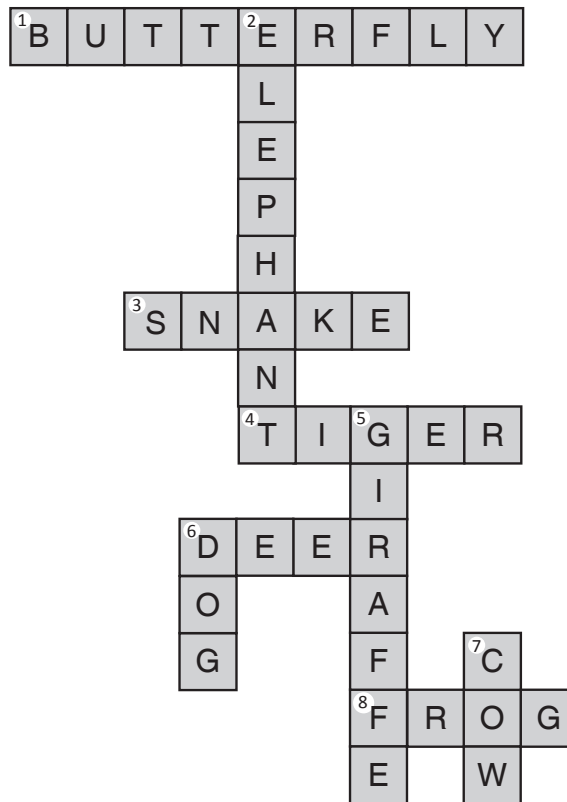 1 B U T T 2 E R F L Y
L
E
P
H
3 S N A K E
N
4 T I 5 G E R
I
6 D E E R
O A
G F 7 C
8 F R O G
E W